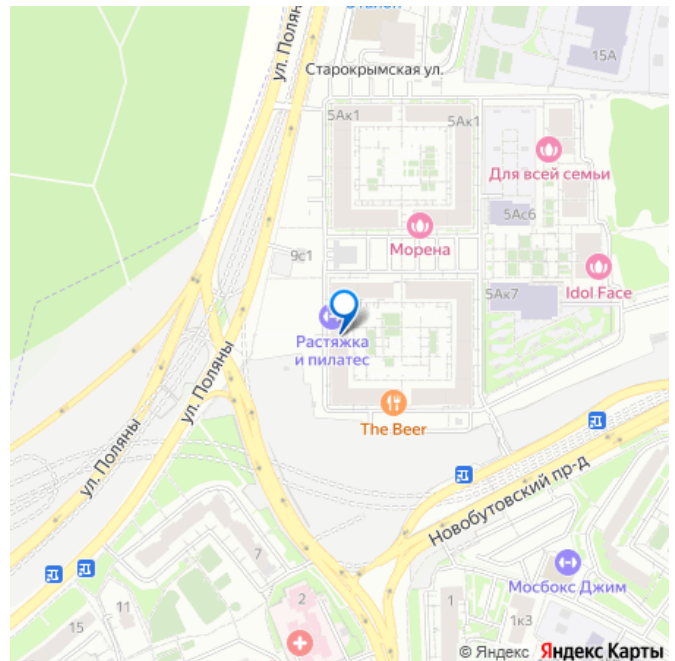 ул. Поляны
15А
Старокрымская ул.
5Ак1
5Ак1
Для всей семьи
5Ас6
Морена
9с1
Idol Face
5Ак7
Растяжка
и пилатес
ул. Поляны
The Beer
ул. Поляны
Новобутовский пр-д
7
Мосбокс Джим
2
1
11
1к3
15
© Яндекс Яндекс Карты